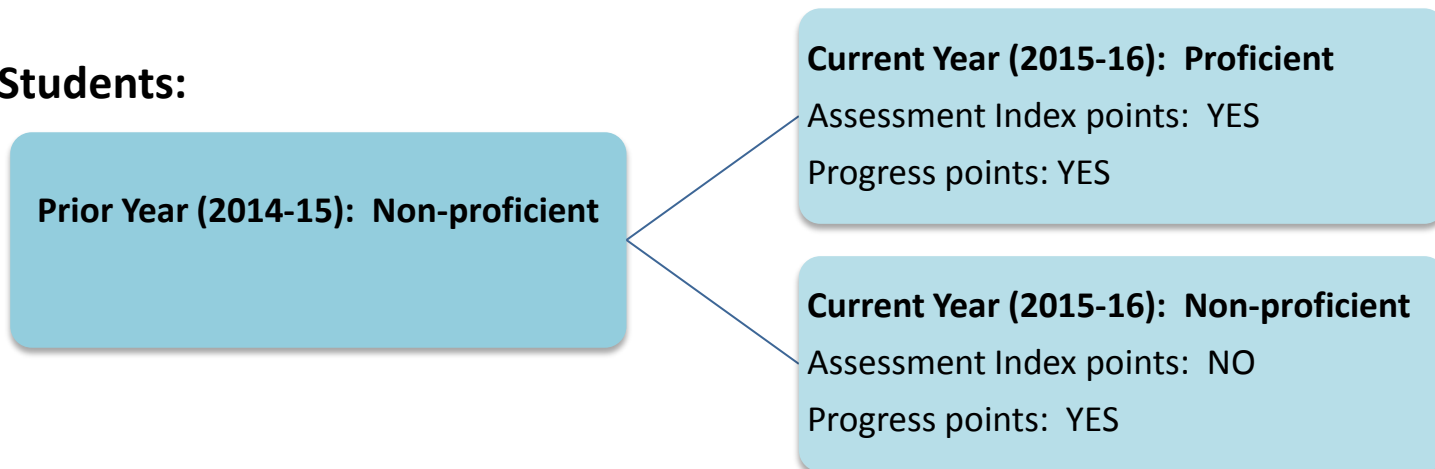 Students:
Prior Year (2014-15): Non-proficient
Current Year (2015-16): Proficient
Assessment Index points: YES
Progress points: YES
Current Year (2015-16): Non-proficient
Assessment Index points: NO
Progress points: YES